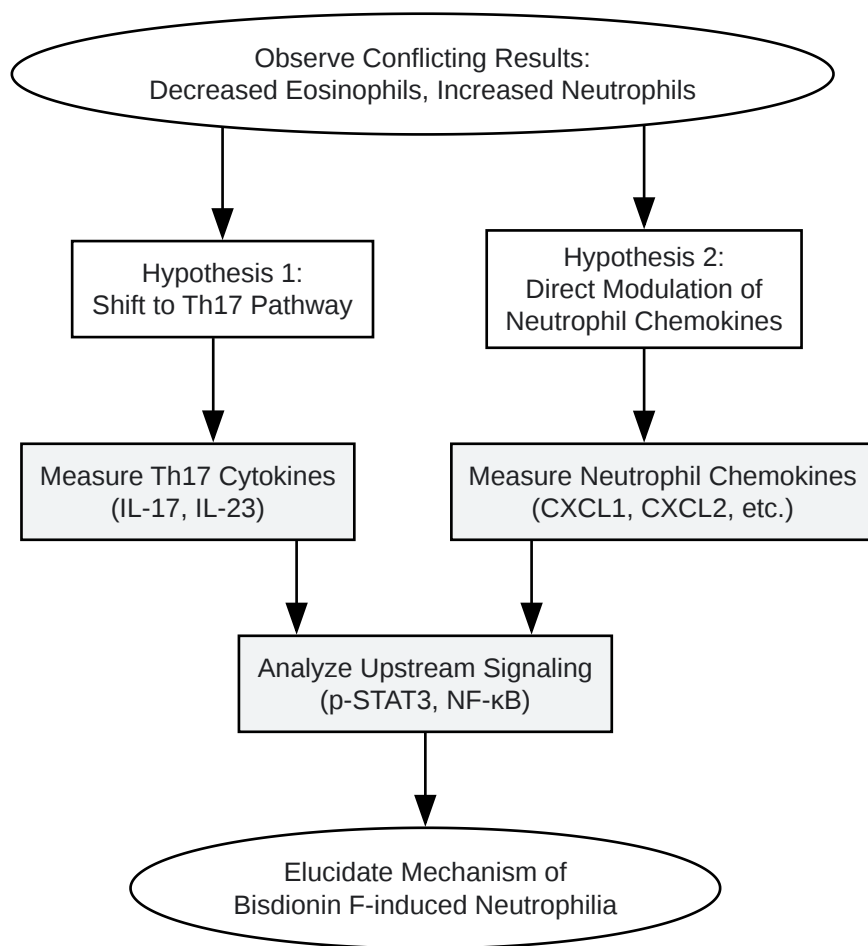 Observe Conflicting Results:
Decreased Eosinophils, Increased Neutrophils
Hypothesis 1:
Shift to Th17 Pathway
Hypothesis 2:
Direct Modulation of
Neutrophil Chemokines
Measure Th17 Cytokines
(IL-17, IL-23)
Measure Neutrophil Chemokines
(CXCL1, CXCL2, etc.)
Analyze Upstream Signaling
(p-STAT3, NF-κB)
Elucidate Mechanism of
Bisdionin F-induced Neutrophilia